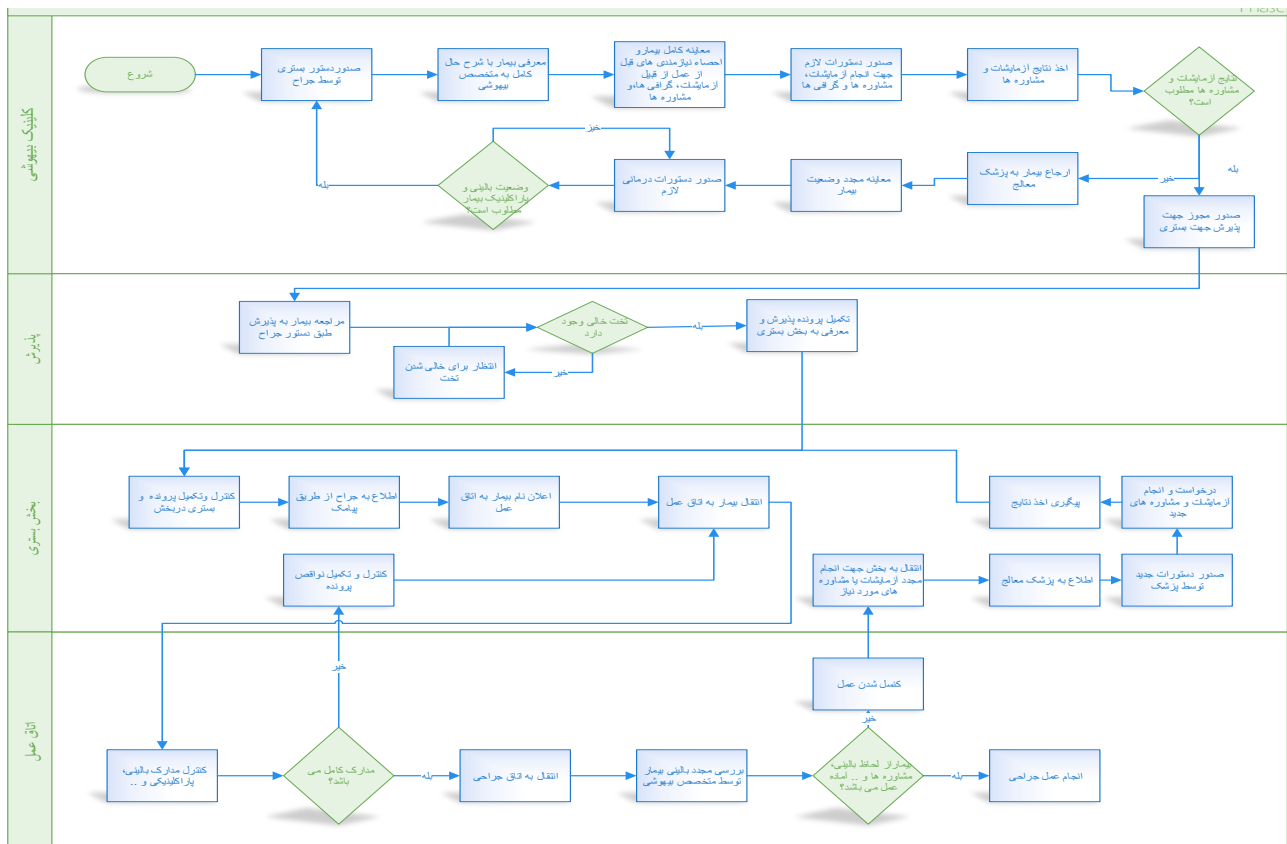 کلینیک بیهوشی
شروع
صدوردستور بستری
توسط جراح
معرفی بیمار با شرح حال
کامل به متخصص
بیهوشی
معاینه کامل بیمارو
احصاء نیازمندی های قبل
از عمل از قبیل
آزمایشات، گرافی ها،و
مشاوره ها
صدور دستورات لازم
جهت انجام آزمایشات،
مشاوره ها و گرافی ها
اخذ نتایج آزمایشات و
مشاوره ها
نتایج آزمایشات و
مشاوره ها مطلوب
است؟
بله
خیر
صدور مجوز جهت
پذیرش جهت بستری
ارجاع بیمار به پزشک
معالج
معاینه مجدد وضعیت
بیمار
صدور دستورات درمانی
لازم
وضعیت بالینی و
پاراکلینیک بیمار
مطلوب است؟
خیز
بله
پذیرش
مراجعه بیمار به پذیرش
طبق دستور جراح
تخت خالی وجود
دارد
بله
خیر
انتظار برای خالی شدن
تخت
تکمیل پرونده پذیرش و
معرفی به بخش بستری
بخش بستری
کنترل وتکمیل پرونده و
بستری دربخش
اطلاع به جراح از طریق
پیامک
اعلان نام بیمار به اتاق
عمل
انتقال بیمار به اتاق عمل
پیگیری اخذ نتایج
درخواست و انجام
آزمایشات و مشاوره های
جدید
کنترل و تکمیل نواقص
پرونده
انتقال به بخش جهت انجام
مجدد آزمایشات یا مشاوره
های مورد نیاز
اطلاع به پزشک معالج
صدور دستورات جدید
توسط پزشک
اتاق عمل
خیر
کنسل شدن عمل
خیر
کنترل مدارک بالینی،
پاراکلینیکی و ..
مدارک کامل می
باشد؟
بله
انتقال به اتاق جراحی
بررسی مجدد بالینی بیمار
توسط متخصص بیهوشی
بیماراز لحاظ بالینی،
مشاوره ها و .. آماده
عمل می باشد؟
بله
انجام عمل جراحی